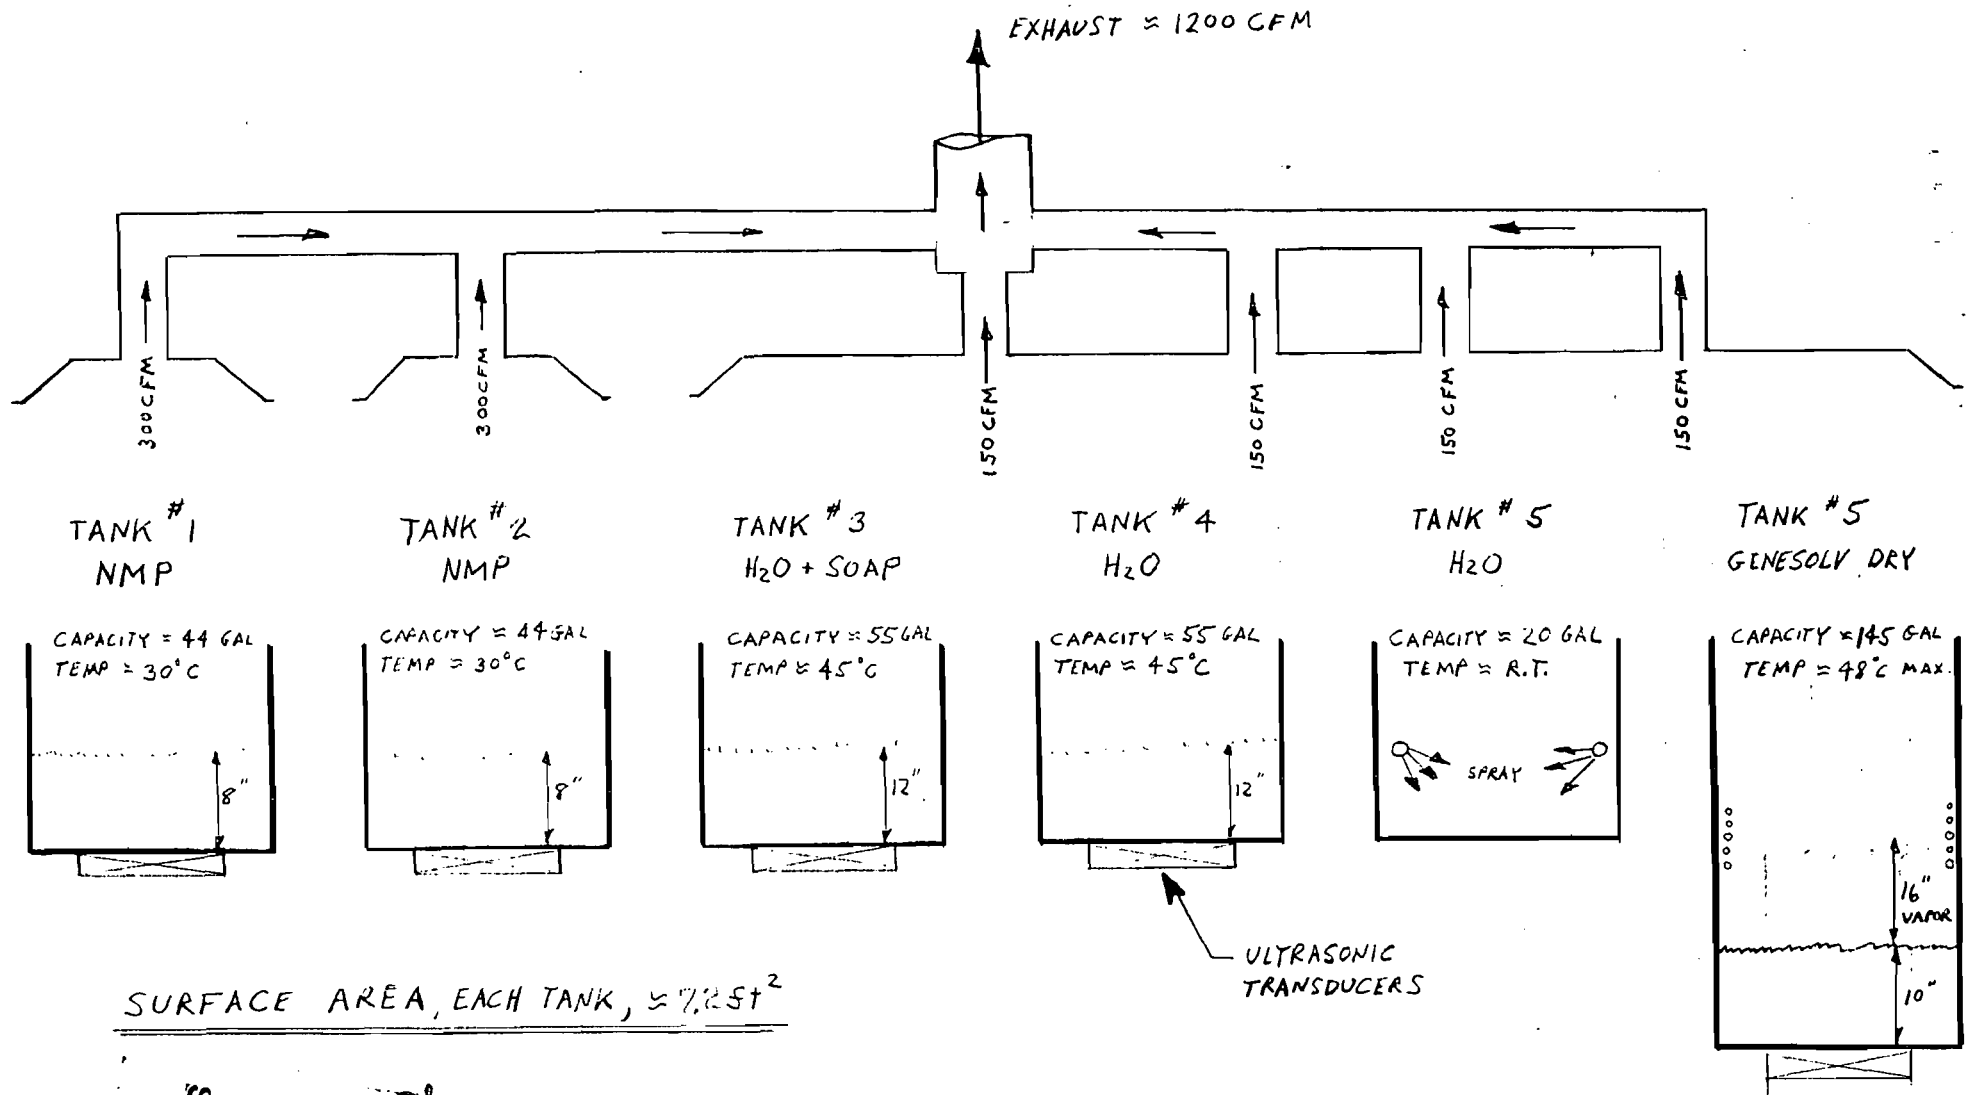 EXHAUST ≈ 1200 CFM
300 CFM
300 CFM
150 CFM
150 CFM
150 CFM
150 CFM
TANK #1
NMP
CAPACITY ≈ 44 GAL
TEMP ≈ 30°C
8"
TANK #2
NMP
CAPACITY ≈ 44 GAL
TEMP ≈ 30°C
8"
TANK #3
H₂O + SOAP
CAPACITY ≈ 55 GAL
TEMP ≈ 45°C
12"
TANK #4
H₂O
CAPACITY ≈ 55 GAL
TEMP ≈ 45°C
12"
TANK #5
H₂O
CAPACITY ≈ 20 GAL
TEMP ≈ R.T.
SPRAY
TANK #5
GENESOLV DRY
CAPACITY ≈ 145 GAL
TEMP ≈ 48°C MAX.
16"
VAPOR
10"
ULTRASONIC
TRANSDUCERS
SURFACE AREA, EACH TANK, ≈ 7.2 ft²